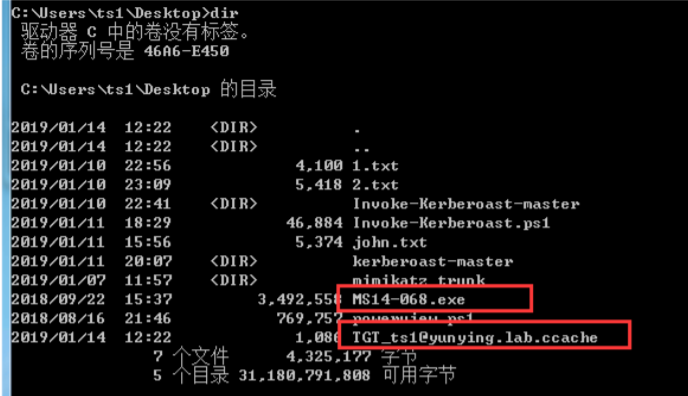 C:\Users\ts1\Desktop>dir
驱动器 C 中的卷没有标签。
卷的序列号是 46A6-E450
C:\Users\ts1\Desktop 的目录
2019/01/14 12:22 <DIR> .
2019/01/14 12:22 <DIR> ..
2019/01/10 22:56 4,100 1.txt
2019/01/10 23:09 5,418 2.txt
2019/01/10 22:41 <DIR> Invoke-Kerberoast-master
2019/01/11 18:29 46,884 Invoke-Kerberoast.ps1
2019/01/11 15:56 5,374 john.txt
2019/01/11 20:07 <DIR> kerberoast-master
2019/01/07 11:57 <DIR> mimikatz_trunk
2018/09/22 15:37 3,492,558 MS14-068.exe
2018/08/16 21:46 769,757 powerview.ps1
2019/01/14 12:22 1,086 TGT_ts1@yunying.lab.ccache
7 个文件 4,325,177 字节
5 个目录 31,180,791,808 可用字节